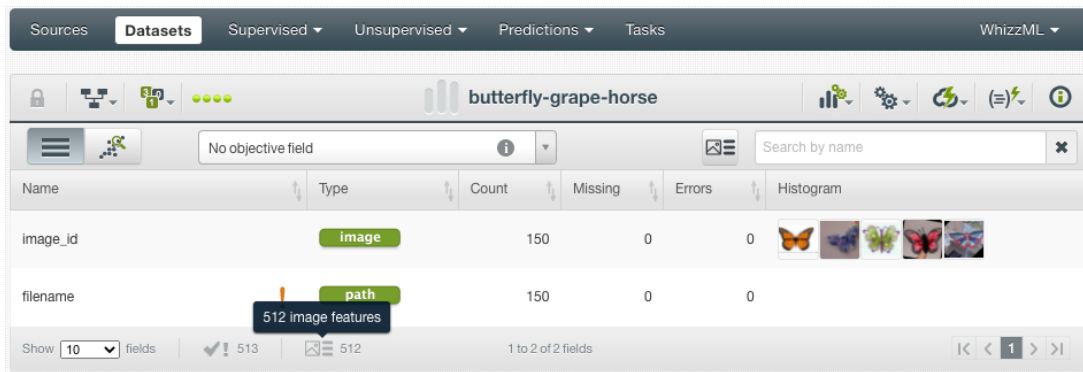 Sources Datasets Supervised Unsupervised Predictions Tasks WhizzML
butterfly-grape-horse
No objective field Search by name
Name Type Count Missing Errors Histogram
image_id image 150 0 0
filename ! path 150 0 0
512 image features
Show 10 fields ! 513 512 1 to 2 of 2 fields 1